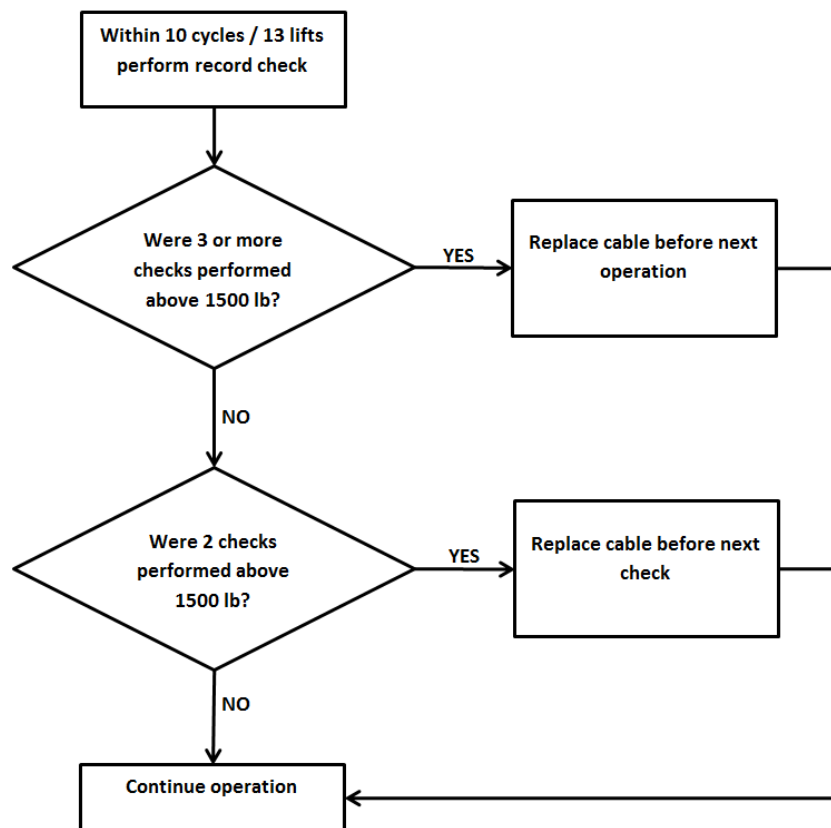 Within 10 cycles / 13 lifts
perform record check
Were 3 or more
checks performed
above 1500 lb?
YES
Replace cable before next
operation
NO
Were 2 checks
performed above
1500 lb?
YES
Replace cable before next
check
NO
Continue operation